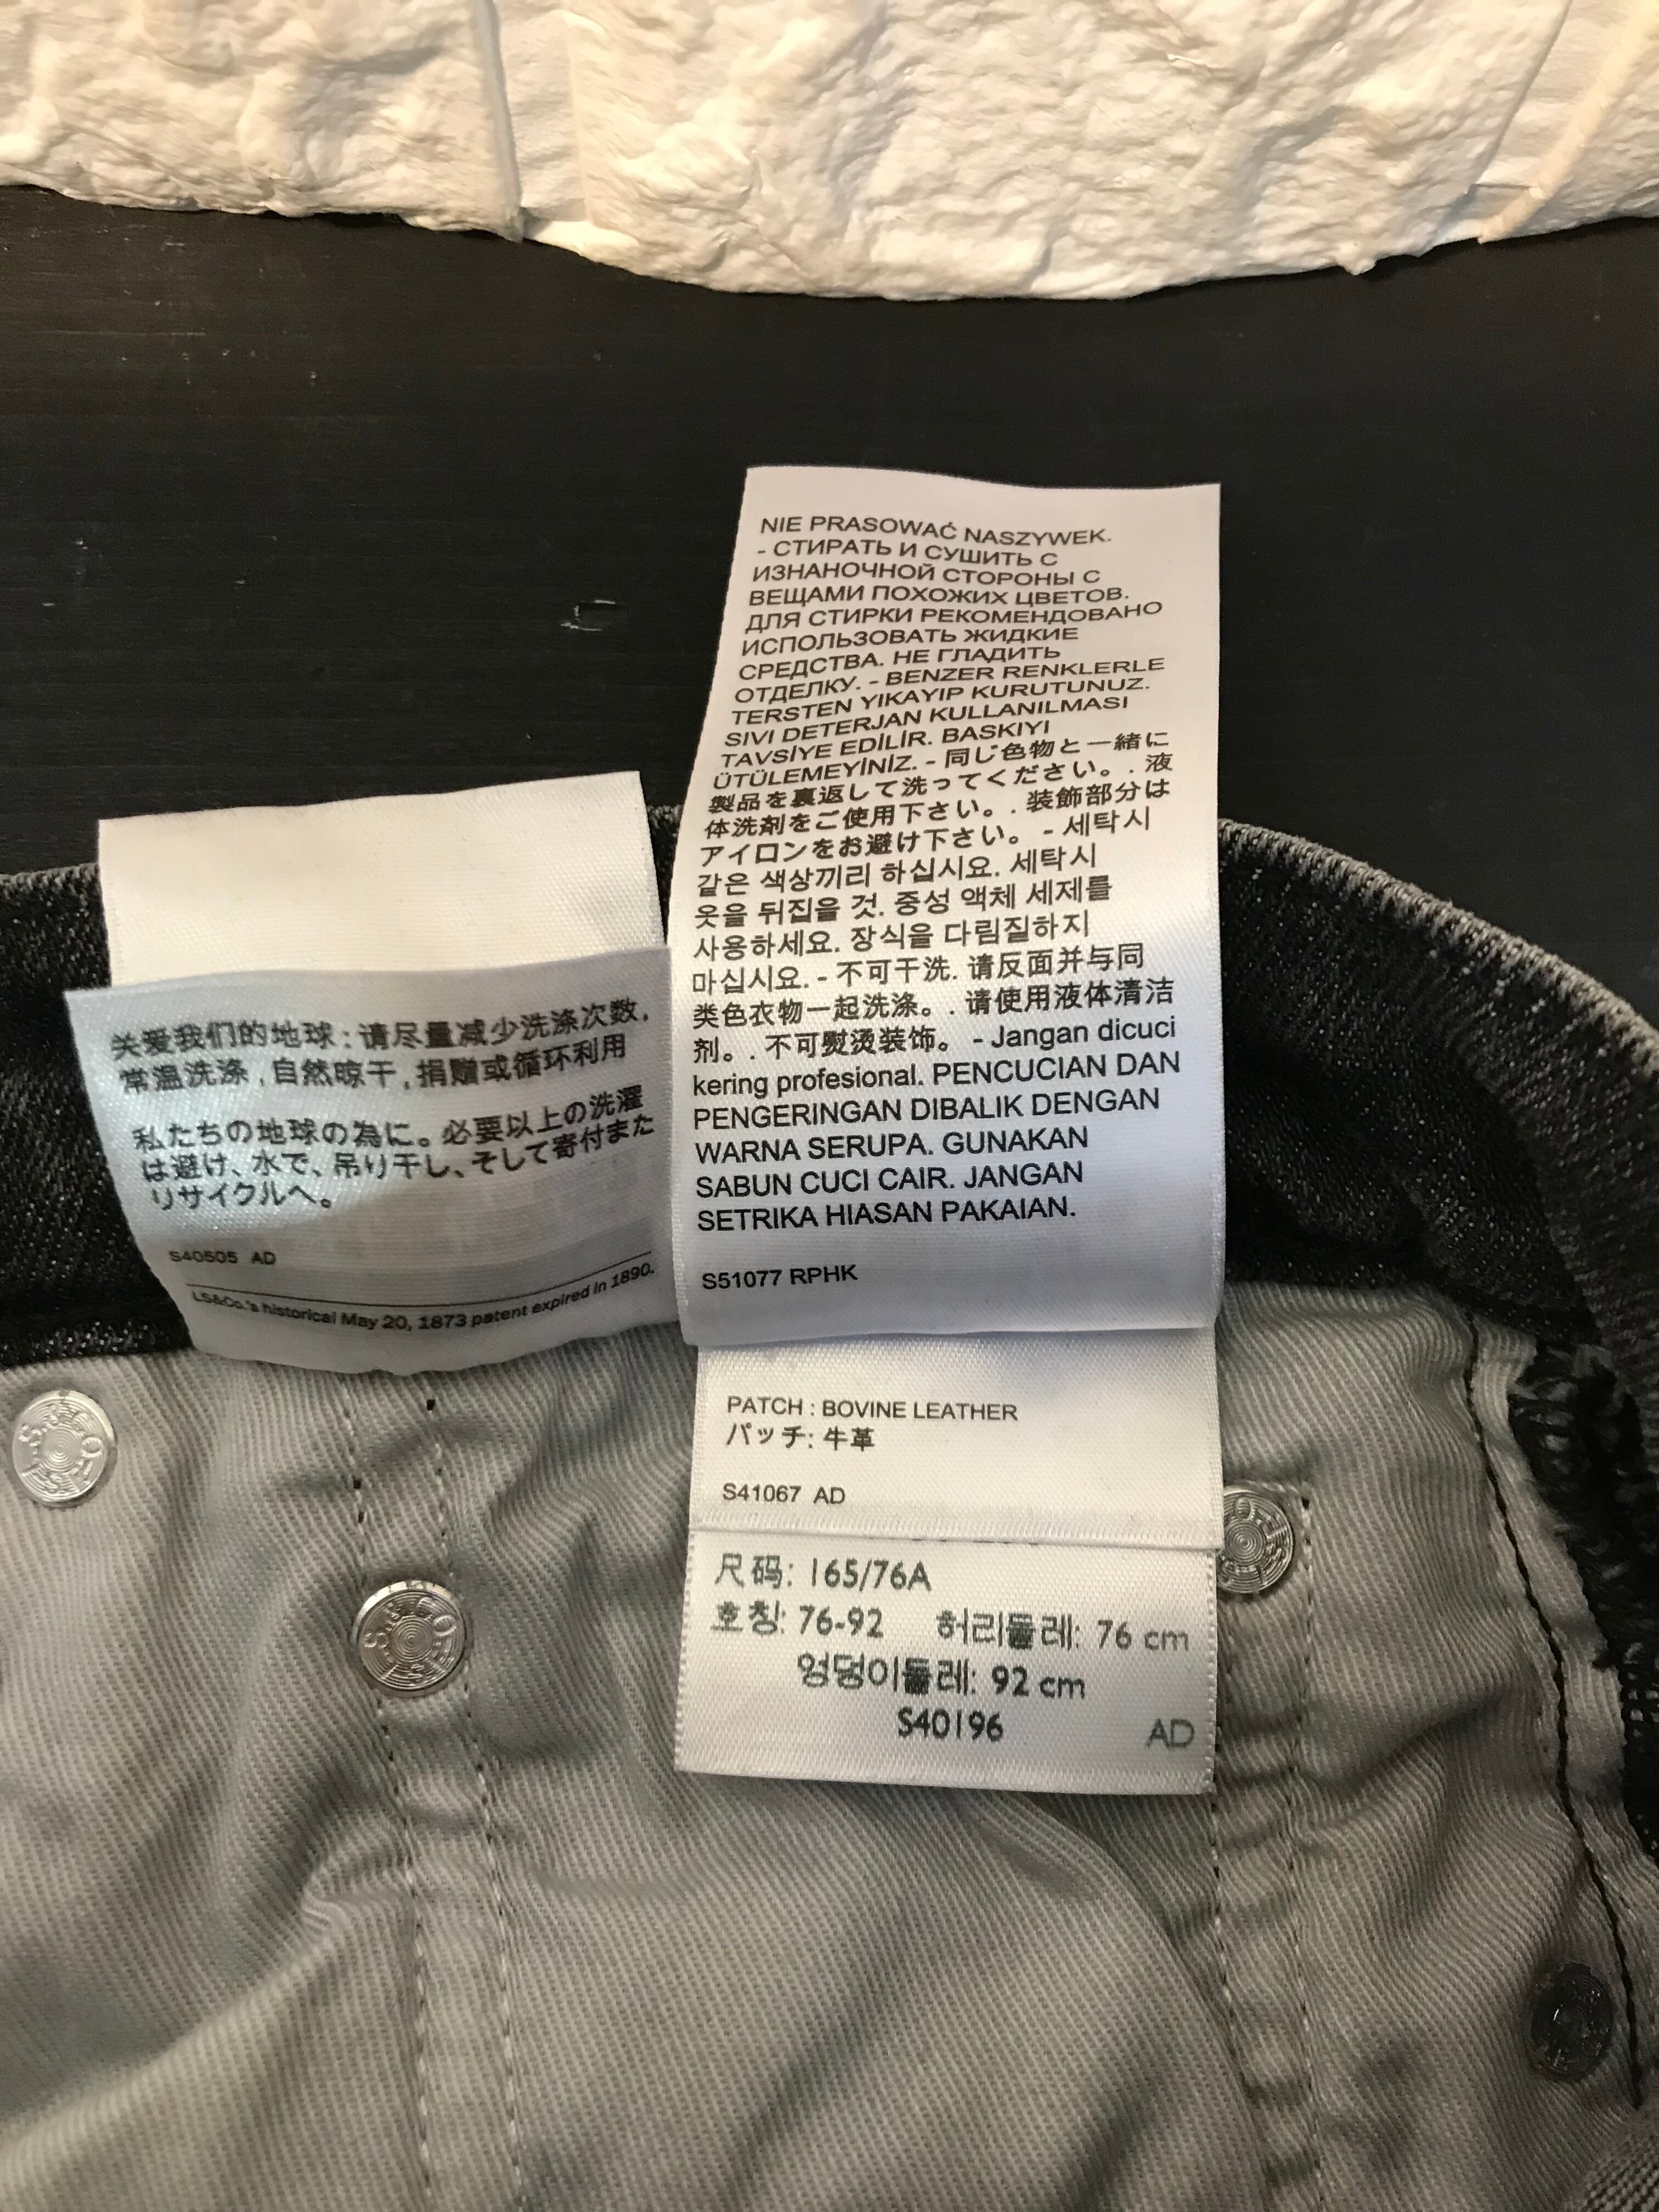 关爱我们的地球:请尽量减少洗涤次数,
常温洗涤,自然晾干,捐赠或循环利用
私たちの地球の為に。必要以上の洗濯
は避け、水で、吊り干し、そして寄付また
リサイクルへ。
S40505 AD
LS&Co.'s historical May 20, 1873 patent expired in 1890.
NIE PRASOWAĆ NASZYWEK.
- СТИРАТЬ И СУШИТЬ С
ИЗНАНОЧНОЙ СТОРОНЫ С
ВЕЩАМИ ПОХОЖИХ ЦВЕТОВ.
ДЛЯ СТИРКИ РЕКОМЕНДОВАНО
ИСПОЛЬЗОВАТЬ ЖИДКИЕ
СРЕДСТВА. НЕ ГЛАДИТЬ
ОТДЕЛКУ. - BENZER RENKLERLE
TERSTEN YIKAYIP KURUTUNUZ.
SIVI DETERJAN KULLANILMASI
TAVSİYE EDİLİR. BASKIYI
ÜTÜLEMEYİNİZ. - 同じ色物と一緒に
製品を裏返して洗ってください。. 液
体洗剤をご使用下さい。. 装飾部分は
アイロンをお避け下さい。 - 세탁시
같은 색상끼리 하십시요. 세탁시
옷을 뒤집을 것. 중성 액체 세제를
사용하세요. 장식을 다림질하지
마십시요. - 不可干洗. 请反面并与同
类色衣物一起洗涤。. 请使用液体清洁
剂。. 不可熨烫装饰。 - Jangan dicuci
kering profesional. PENCUCIAN DAN
PENGERINGAN DIBALIK DENGAN
WARNA SERUPA. GUNAKAN
SABUN CUCI CAIR. JANGAN
SETRIKA HIASAN PAKAIAN.
S51077 RPHK
PATCH : BOVINE LEATHER
パッチ: 牛革
S41067 AD
尺码: 165/76A
호칭: 76-92 허리둘레: 76 cm
엉덩이둘레: 92 cm
S40196 AD